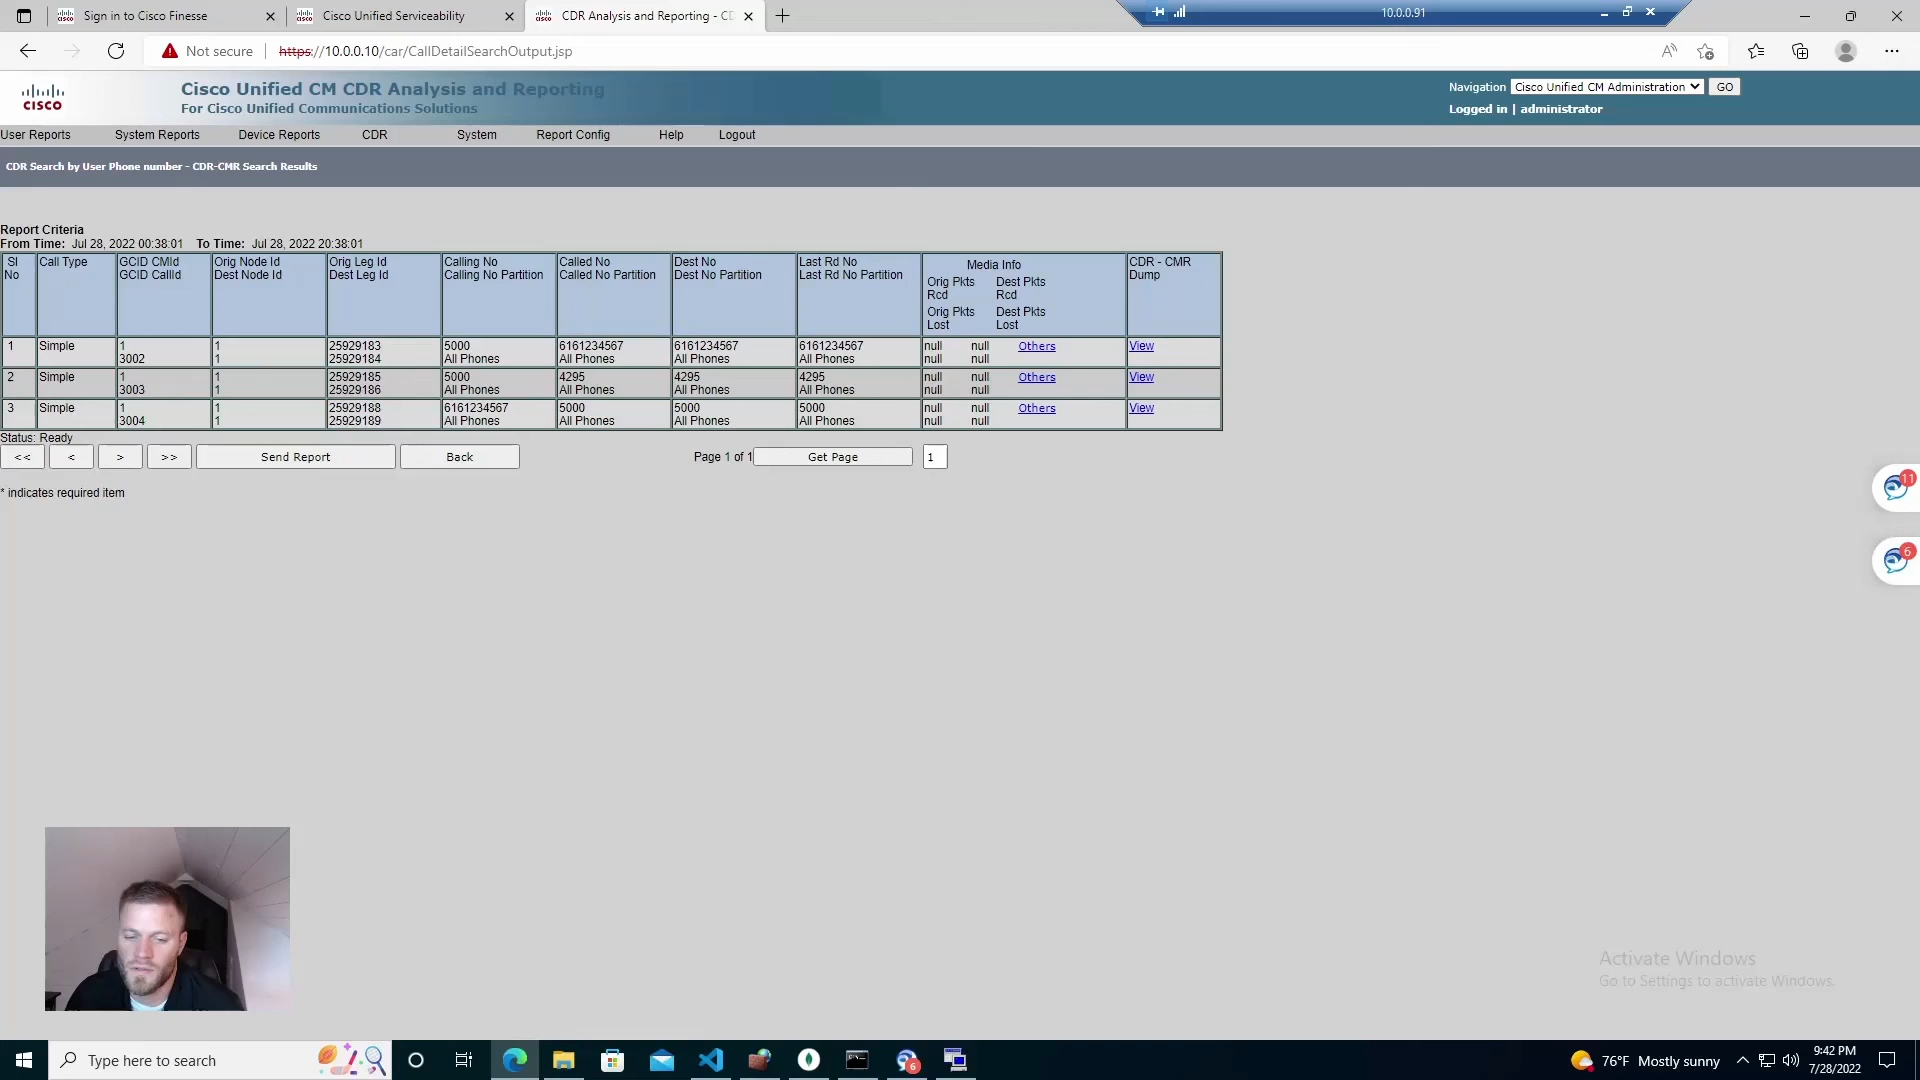 Sign in to Cisco Finesse
Cisco Unified Serviceability
CDR Analysis and Reporting - CD
10.0.0.91
Not secure
https://10.0.0.10/car/CallDetailSearchOutput.jsp
CISCO
Cisco Unified CM CDR Analysis and Reporting
For Cisco Unified Communications Solutions
Navigation Cisco Unified CM Administration GO
Logged in | administrator
User Reports System Reports Device Reports CDR System Report Config Help Logout
CDR Search by User Phone number - CDR-CMR Search Results
Report Criteria
From Time: Jul 28, 2022 00:38:01 To Time: Jul 28, 2022 20:38:01
Sl Call Type GCID CMId Orig Node Id Orig Leg Id Calling No Called No Dest No Last Rd No Media Info CDR - CMR
No GCID CallId Dest Node Id Dest Leg Id Calling No Partition Called No Partition Dest No Partition Last Rd No Partition Dump
Orig Pkts Dest Pkts
Rcd Rcd
Orig Pkts Dest Pkts
Lost Lost
1 Simple 1 1 25929183 5000 6161234567 6161234567 6161234567 null null Others View
3002 1 25929184 All Phones All Phones All Phones All Phones null null
2 Simple 1 1 25929185 5000 4295 4295 4295 null null Others View
3003 1 25929186 All Phones All Phones All Phones All Phones null null
3 Simple 1 1 25929188 6161234567 5000 5000 5000 null null Others View
3004 1 25929189 All Phones All Phones All Phones All Phones null null
Status: Ready
<< < > >> Send Report Back Page 1 of 1 Get Page 1
* indicates required item
11
6
Activate Windows
Go to Settings to activate Windows.
Type here to search
6
76°F Mostly sunny
9:42 PM
7/28/2022